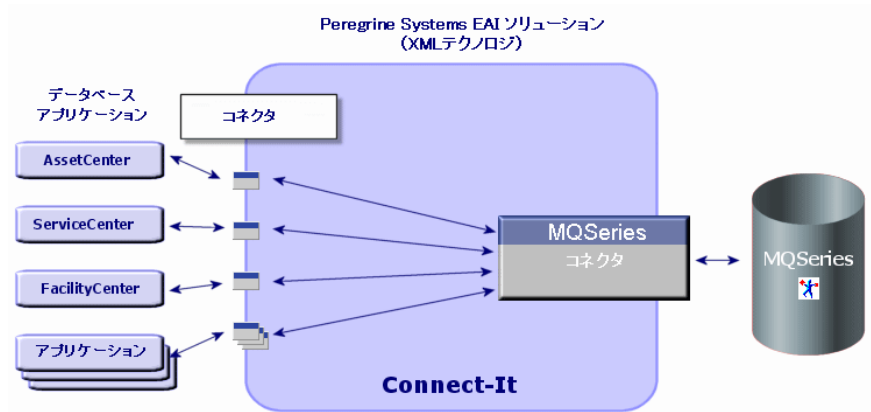 Peregrine Systems EAI ソリューション
（XMLテクノロジ）
データベース
アプリケーション
コネクタ
AssetCenter
ServiceCenter
FacilityCenter
アプリケーション
MQSeries
コネクタ
MQSeries
Connect-It